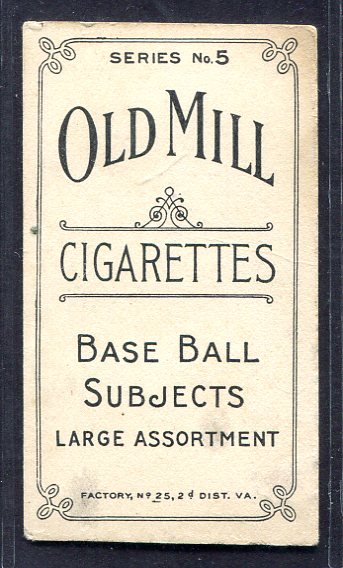 SERIES No. 5
OLD MILL
CIGARETTES
BASE BALL
SUBJECTS
LARGE ASSORTMENT
FACTORY, Nº 25, 2ᵈ DIST. VA.